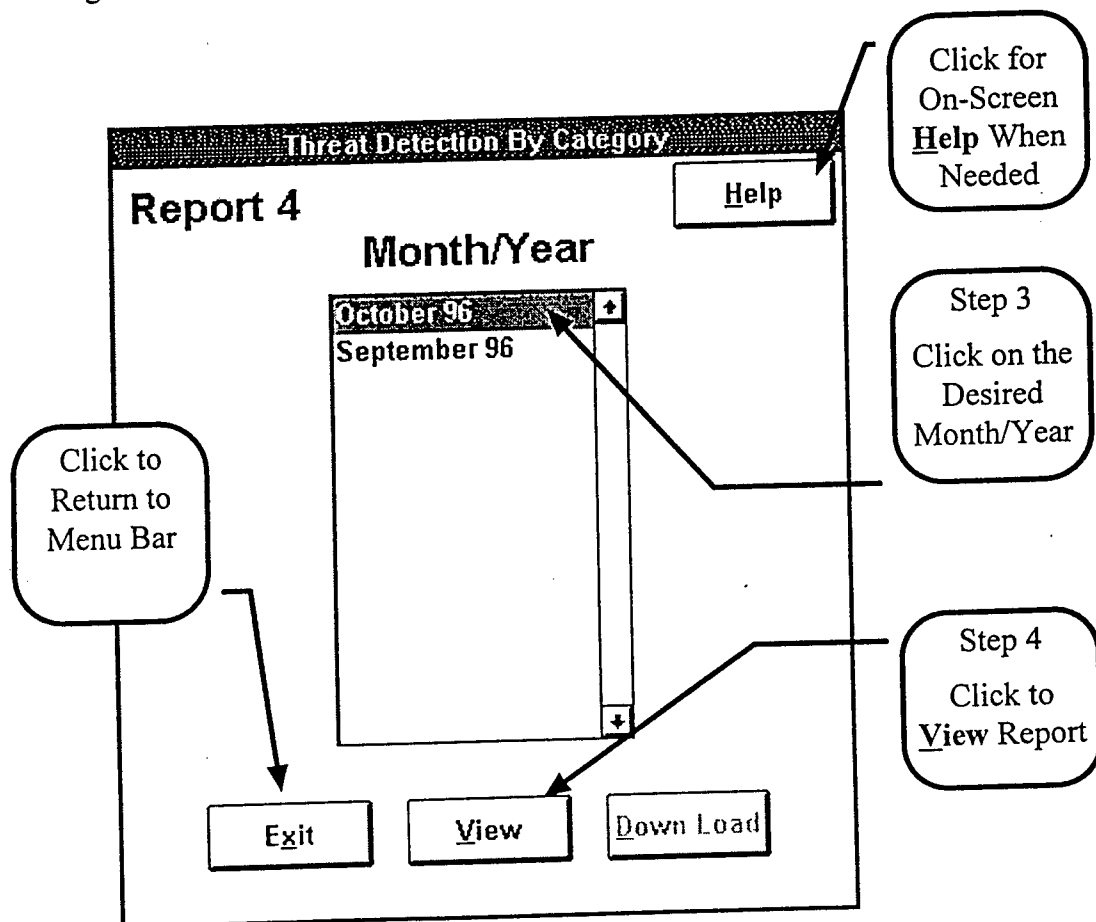 Click for
On-Screen
Help When
Needed
Threat Detection By Category
Report 4
Help
Month/Year
October 96
September 96
Step 3
Click on the
Desired
Month/Year
Click to
Return to
Menu Bar
Step 4
Click to
View Report
Exit
View
Down Load